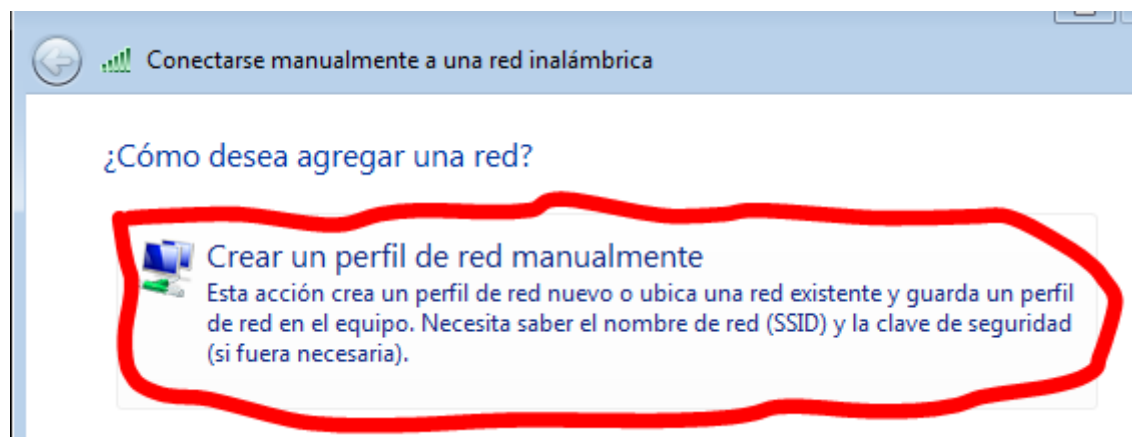 Conectarse manualmente a una red inalámbrica
¿Cómo desea agregar una red?
Crear un perfil de red manualmente
Esta acción crea un perfil de red nuevo o ubica una red existente y guarda un perfil
de red en el equipo. Necesita saber el nombre de red (SSID) y la clave de seguridad
(si fuera necesaria).